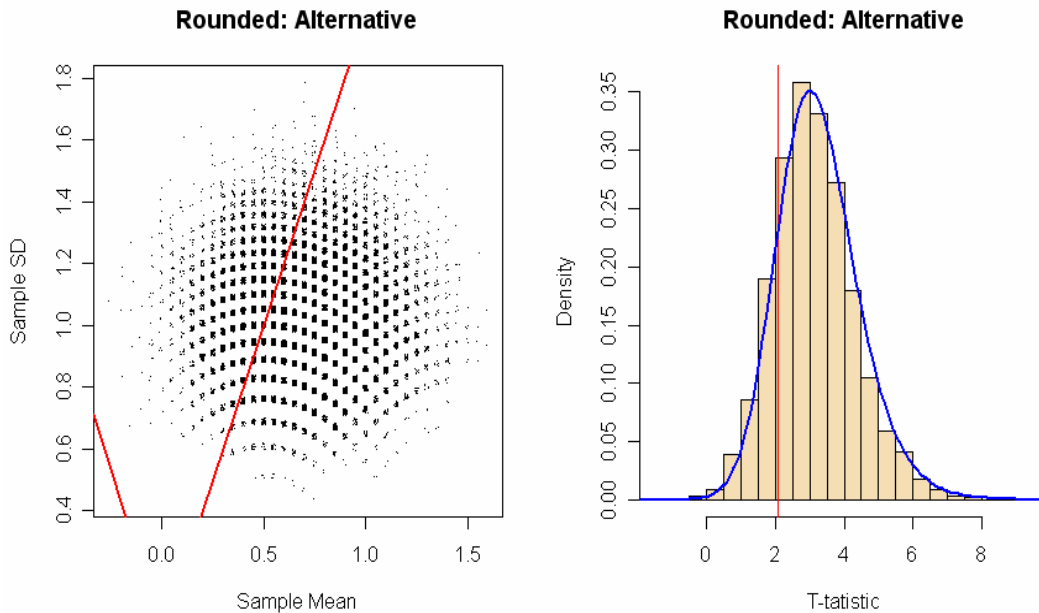 Rounded: Alternative
1.8
1.6
1.4
1.2
1.0
0.8
0.6
0.4
Sample SD
0.0 0.5 1.0 1.5
Sample Mean
Rounded: Alternative
0.35
0.30
0.25
0.20
0.15
0.10
0.05
0.00
Density
0 2 4 6 8
T-tatistic